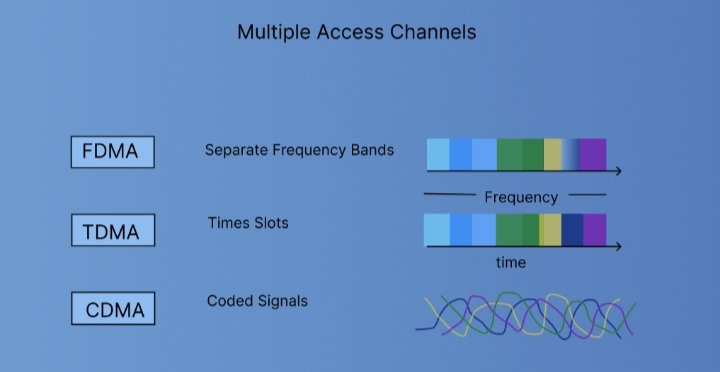 Multiple Access Channels
FDMA
Separate Frequency Bands
Frequency
TDMA
Times Slots
time
CDMA
Coded Signals